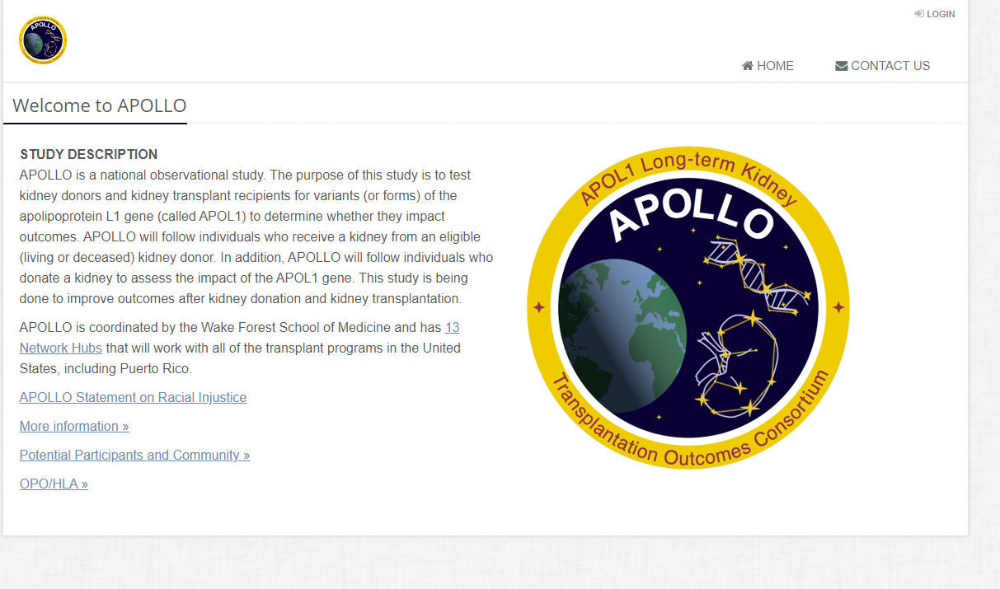 APOLLO
LOGIN
HOME
CONTACT US
Welcome to APOLLO
STUDY DESCRIPTION
APOLLO is a national observational study. The purpose of this study is to test
kidney donors and kidney transplant recipients for variants (or forms) of the
apolipoprotein L1 gene (called APOL1) to determine whether they impact
outcomes. APOLLO will follow individuals who receive a kidney from an eligible
(living or deceased) kidney donor. In addition, APOLLO will follow individuals who
donate a kidney to assess the impact of the APOL1 gene. This study is being
done to improve outcomes after kidney donation and kidney transplantation.
APOLLO is coordinated by the Wake Forest School of Medicine and has 13
Network Hubs that will work with all of the transplant programs in the United
States, including Puerto Rico.
APOLLO Statement on Racial Injustice
More information »
Potential Participants and Community »
OPO/HLA »
APOL1 Long-term Kidney
APOLLO
Transplantation Outcomes Consortium